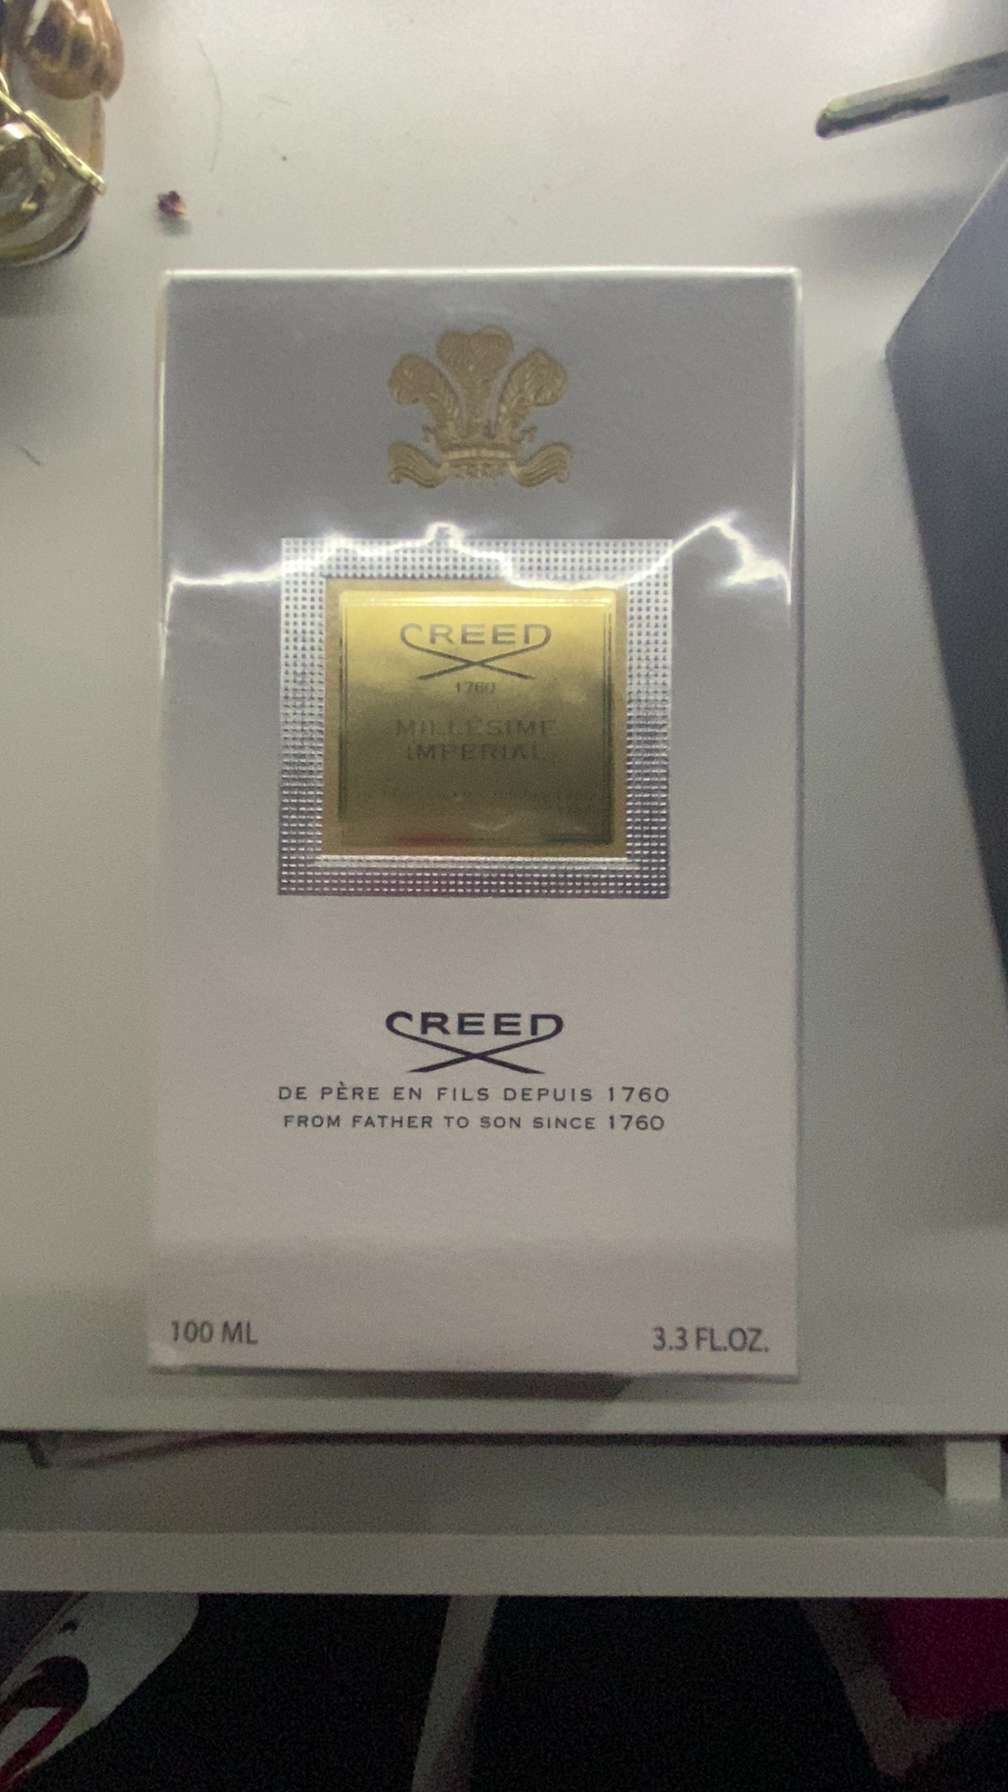 CREED
1760
MILLESIME
IMPERIAL
CREED
DE PÈRE EN FILS DEPUIS 1760
FROM FATHER TO SON SINCE 1760
100 ML
3.3 FL.OZ.